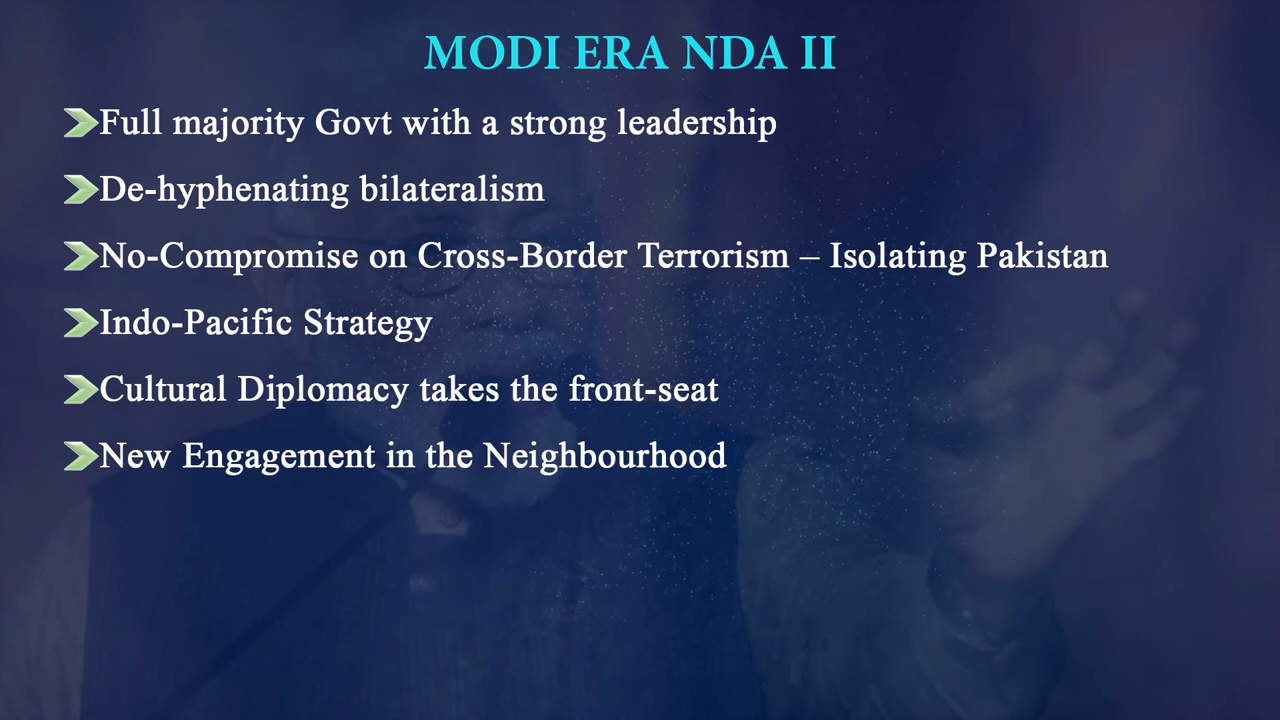 MODI ERA NDA II
Full majority Govt with a strong leadership
De-hyphenating bilateralism
No-Compromise on Cross-Border Terrorism – Isolating Pakistan
Indo-Pacific Strategy
Cultural Diplomacy takes the front-seat
New Engagement in the Neighbourhood